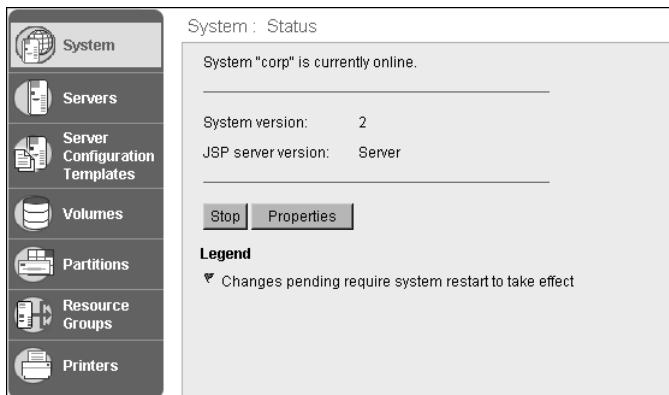 System
Servers
Server
Configuration
Templates
Volumes
Partitions
Resource
Groups
Printers
System : Status
System "corp" is currently online.
System version: 2
JSP server version: Server
Stop Properties
Legend
Changes pending require system restart to take effect